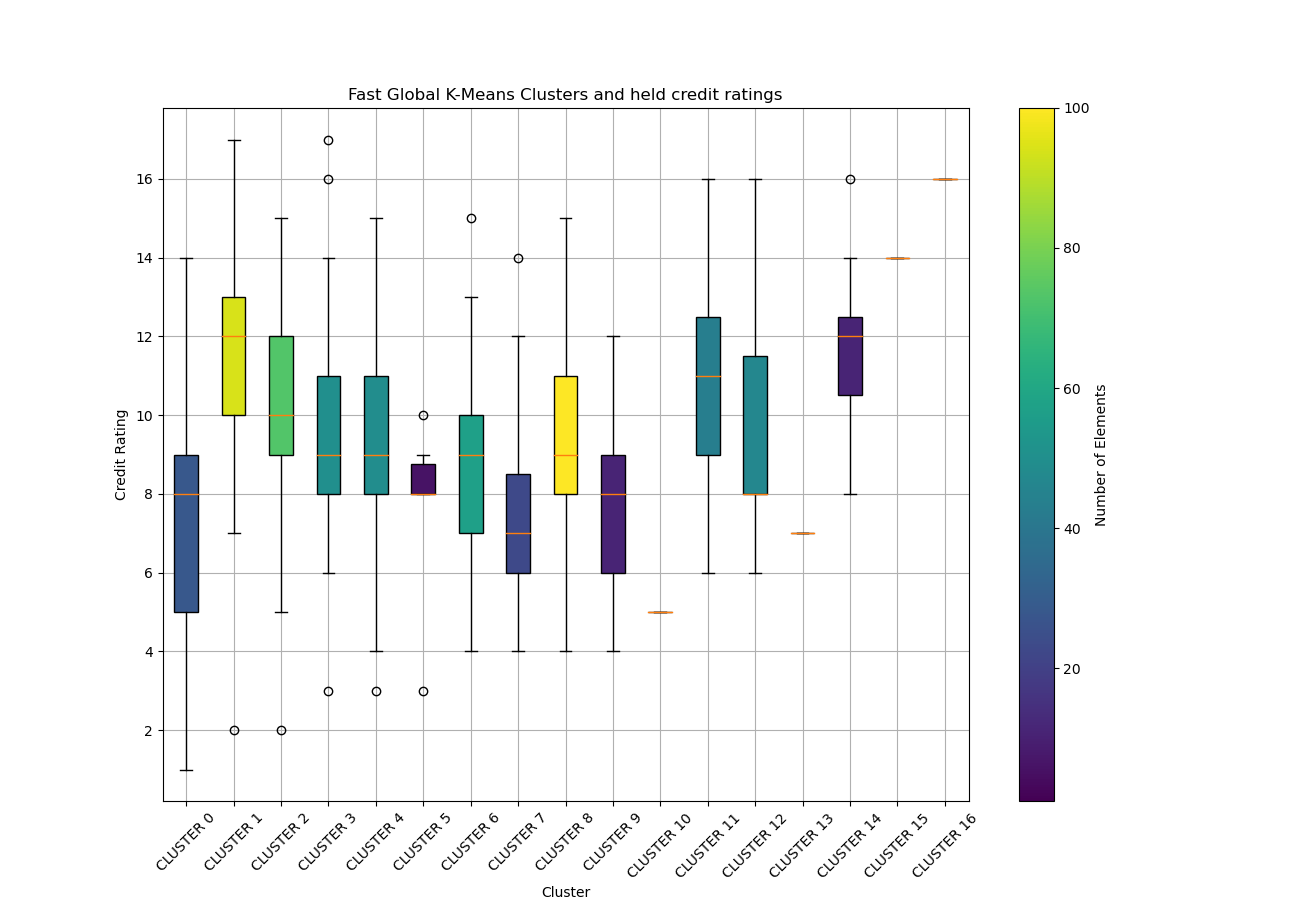 Fast Global K-Means Clusters and held credit ratings
Credit Rating
16
14
12
10
8
6
4
2
CLUSTER 0
CLUSTER 1
CLUSTER 2
CLUSTER 3
CLUSTER 4
CLUSTER 5
CLUSTER 6
CLUSTER 7
CLUSTER 8
CLUSTER 9
CLUSTER 10
CLUSTER 11
CLUSTER 12
CLUSTER 13
CLUSTER 14
CLUSTER 15
CLUSTER 16
Cluster
100
80
60
40
20
Number of Elements